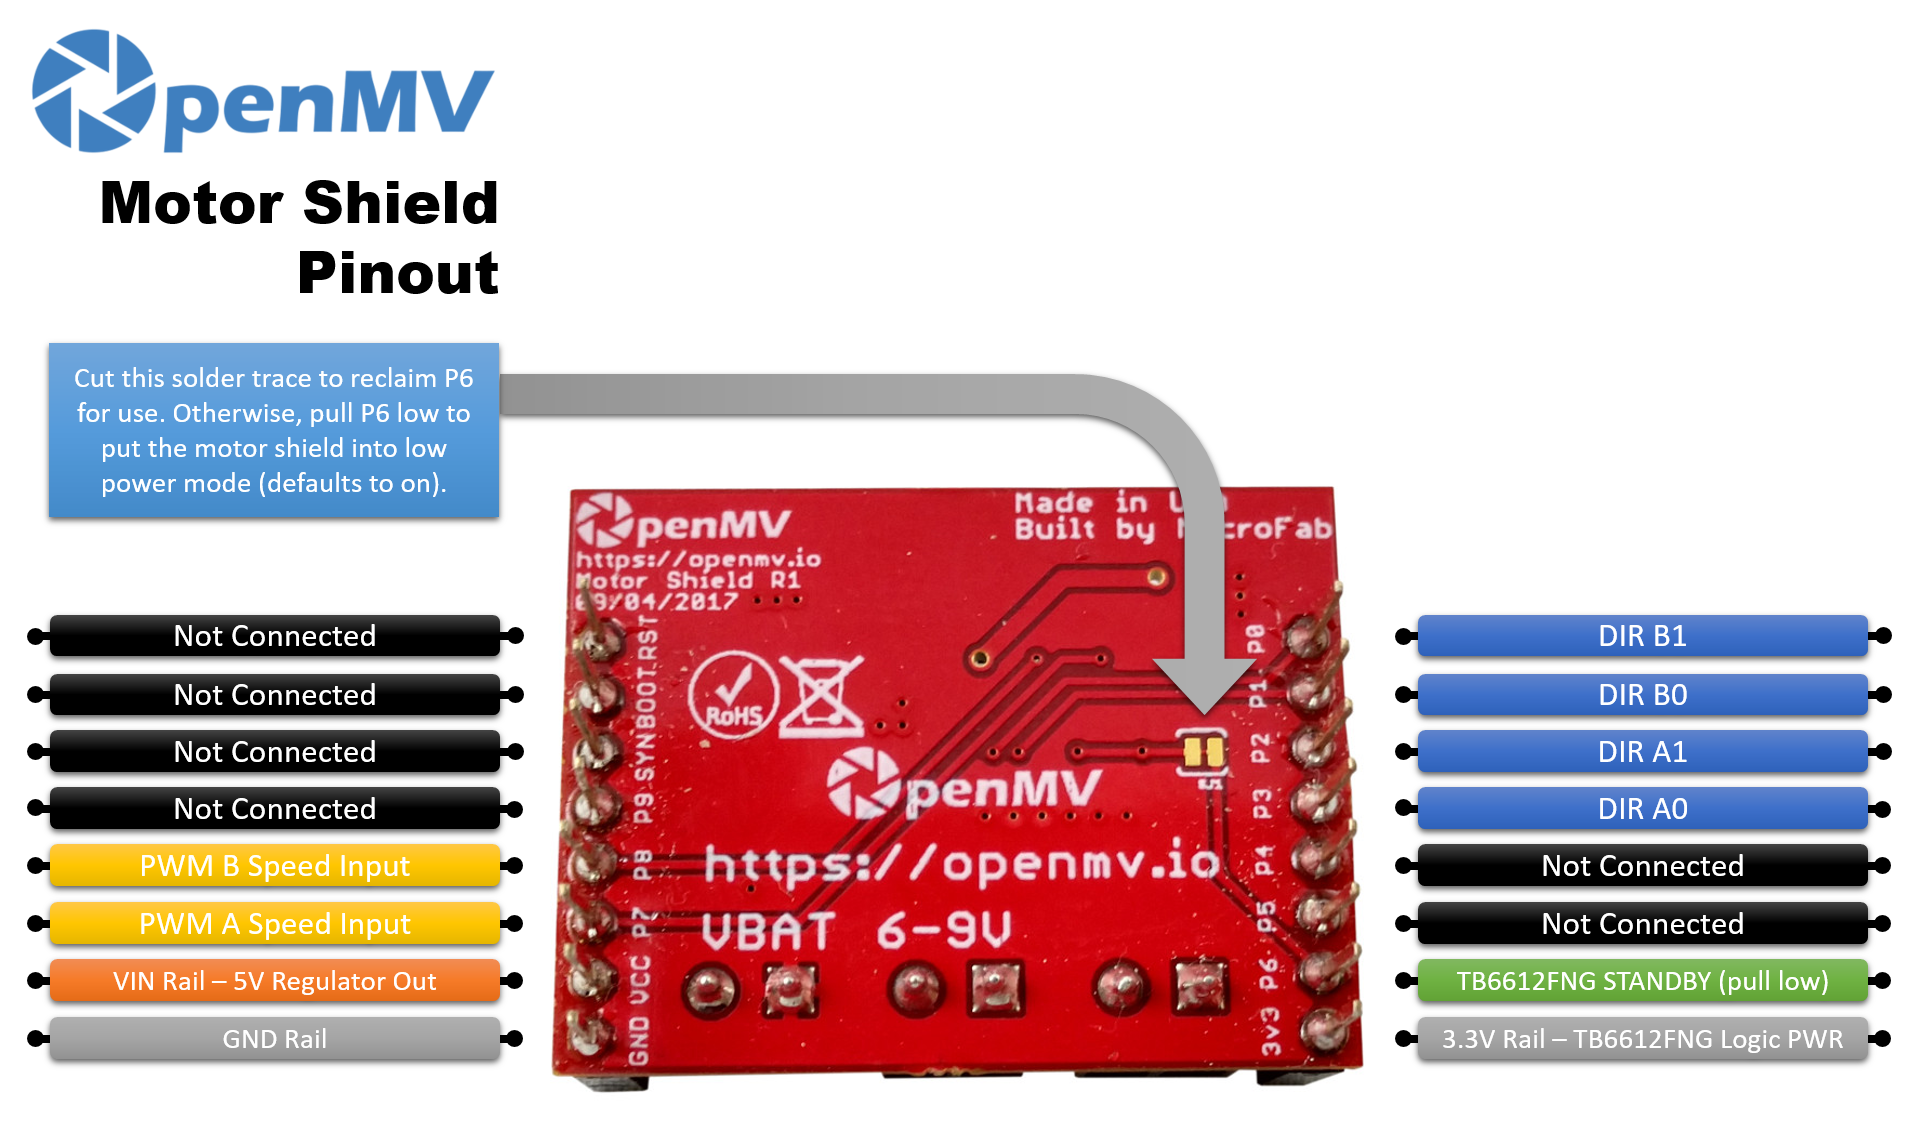 OpenMV
Motor Shield
Pinout
Cut this solder trace to reclaim P6
for use. Otherwise, pull P6 low to
put the motor shield into low
power mode (defaults to on).
Not Connected
Not Connected
Not Connected
Not Connected
PWM B Speed Input
PWM A Speed Input
VIN Rail – 5V Regulator Out
GND Rail
OpenMV
https://openmv.io
Motor Shield R1
09/04/2017
Made in
Built by
croFab
RST
BOOT
SYN
P9
P8
P7
VCC
GND
RoHS
OpenMV
https://openmv.io
VBAT 6-9V
P0
P1
P2
P3
P4
P5
P6
3v3
DIR B1
DIR B0
DIR A1
DIR A0
Not Connected
Not Connected
TB6612FNG STANDBY (pull low)
3.3V Rail – TB6612FNG Logic PWR